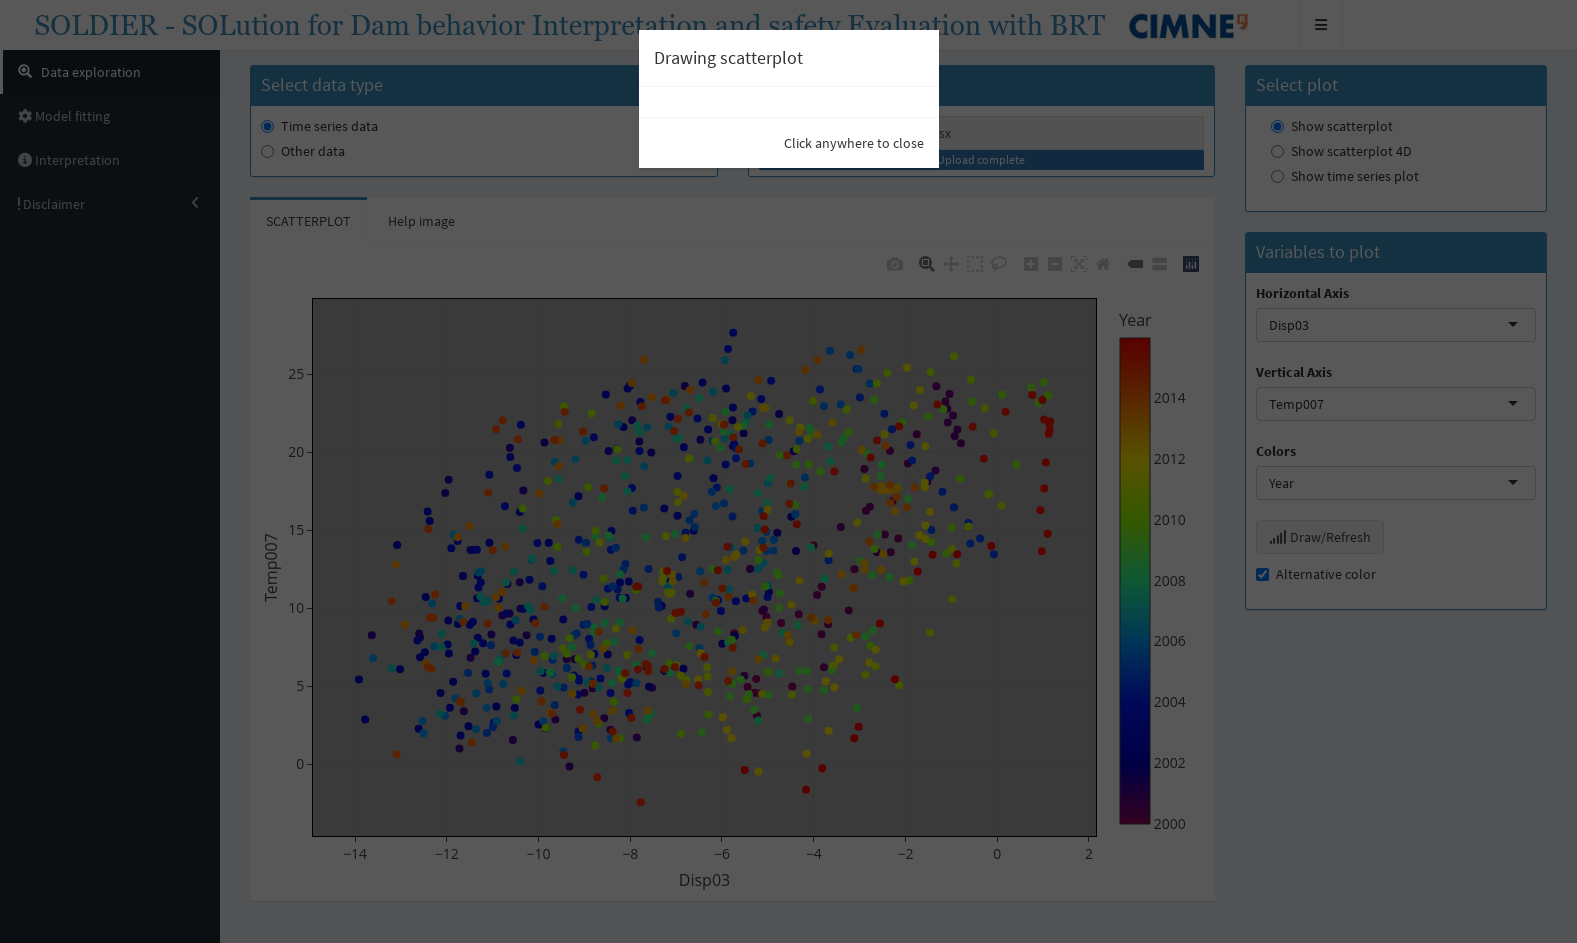 SOLDIER - SOLution for Dam behavior Interpretation and safety Evaluation with BRT CIMNE
Data exploration
Model fitting
Interpretation
Disclaimer
Drawing scatterplot
Click anywhere to close
Select data type
Time series data
Other data
sx
Upload complete
Select plot
Show scatterplot
Show scatterplot 4D
Show time series plot
SCATTERPLOT Help image
Variables to plot
Horizontal Axis
Disp03
Vertical Axis
Temp007
Colors
Year
Draw/Refresh
Alternative color
Temp007
25
20
15
10
5
0
−14 −12 −10 −8 −6 −4 −2 0 2
Disp03
Year
2014
2012
2010
2008
2006
2004
2002
2000